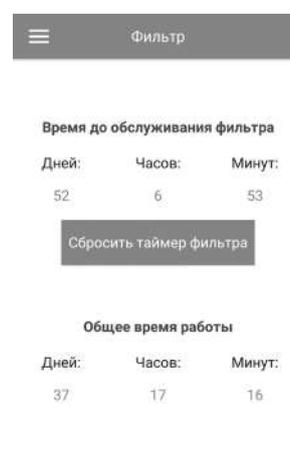 Фильтр
Время до обслуживания фильтра
Дней: Часов: Минут:
52 6 53
Сбросить таймер фильтра
Общее время работы
Дней: Часов: Минут:
37 17 16